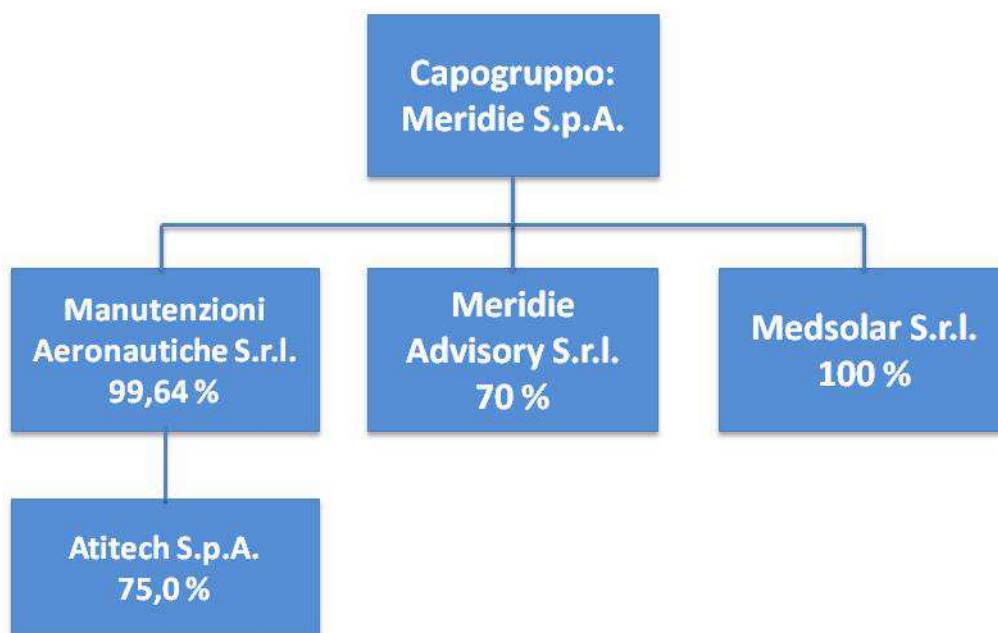 Capogruppo:
Meridie S.p.A.
Manutenzioni
Aeronautiche S.r.l.
99,64 %
Meridie
Advisory S.r.l.
70 %
Medsolar S.r.l.
100 %
Atitech S.p.A.
75,0 %